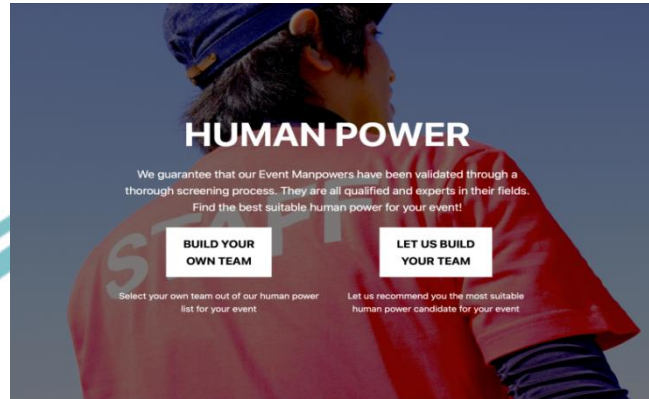 HUMAN POWER
We guarantee that our Event Manpowers have been validated through a
thorough screening process. They are all qualified and experts in their fields.
Find the best suitable human power for your event!
STAFF
BUILD YOUR
OWN TEAM
LET US BUILD
YOUR TEAM
Select your own team out of our human power
list for your event
Let us recommend you the most suitable
human power candidate for your event